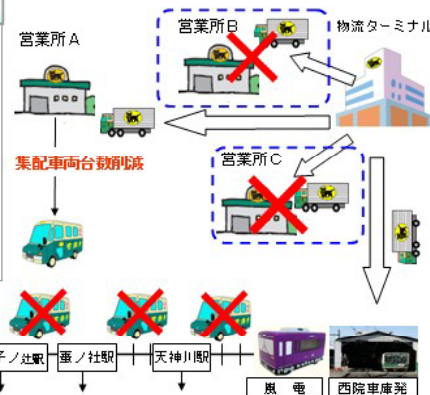 営業所A
営業所B
物流ターミナル
集配車両台数削減
営業所C
子ノ辻駅
蚕ノ社駅
天神川駅
嵐 電
西院車庫発